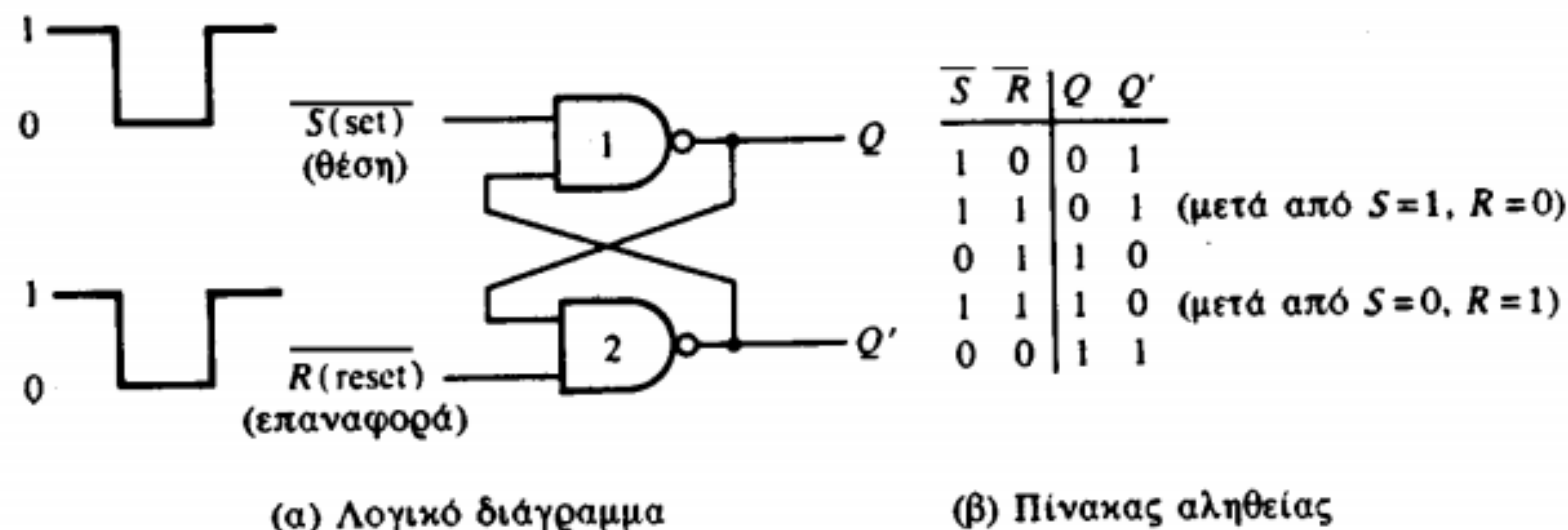 1
0
S(set)
(θέση)
1
Q
1
0
R(reset)
(επαναφορά)
2
Q′
(α) Λογικό διάγραμμα
S R Q Q′
1 0 0 1
1 1 0 1 (μετά από S=1, R=0)
0 1 1 0
1 1 1 0 (μετά από S=0, R=1)
0 0 1 1
(β) Πίνακας αληθείας